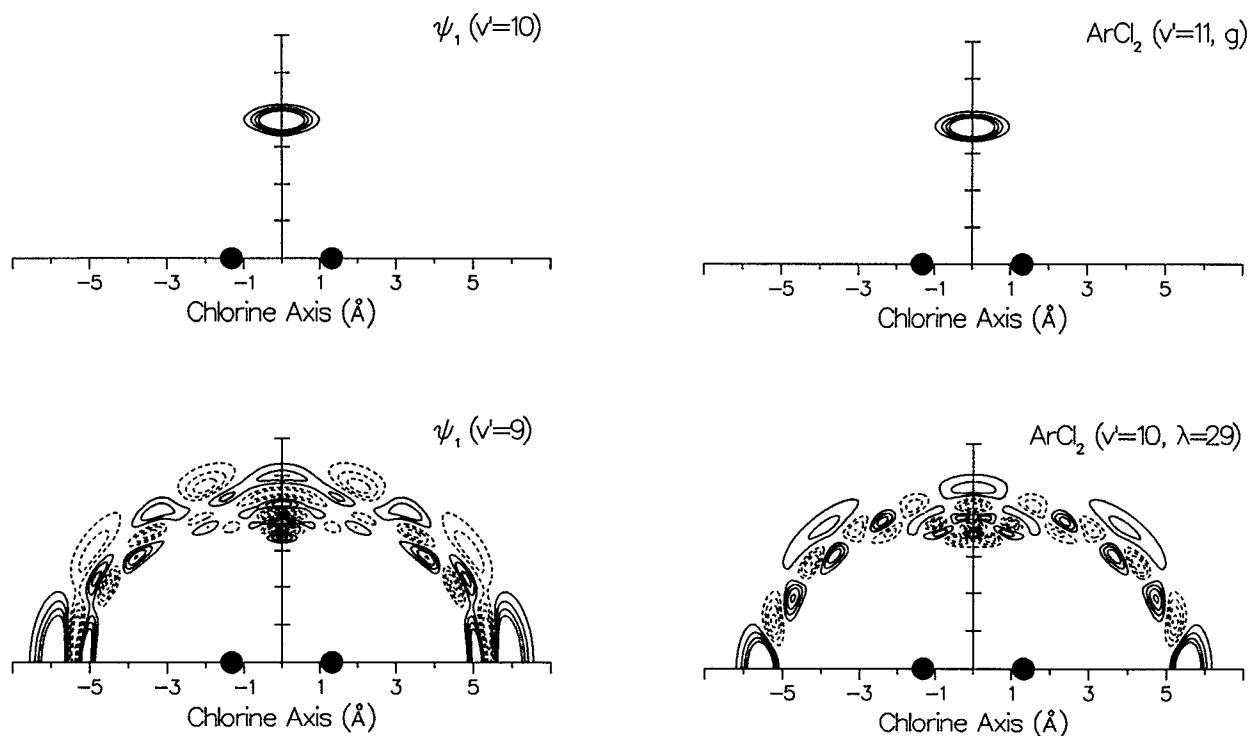 ψ₁ (v'=10)
ArCl₂ (v'=11, g)
−5 −3 −1 1 3 5
Chlorine Axis (Å)
−5 −3 −1 1 3 5
Chlorine Axis (Å)
ψ₁ (v'=9)
ArCl₂ (v'=10, λ=29)
−5 −3 −1 1 3 5
Chlorine Axis (Å)
−5 −3 −1 1 3 5
Chlorine Axis (Å)